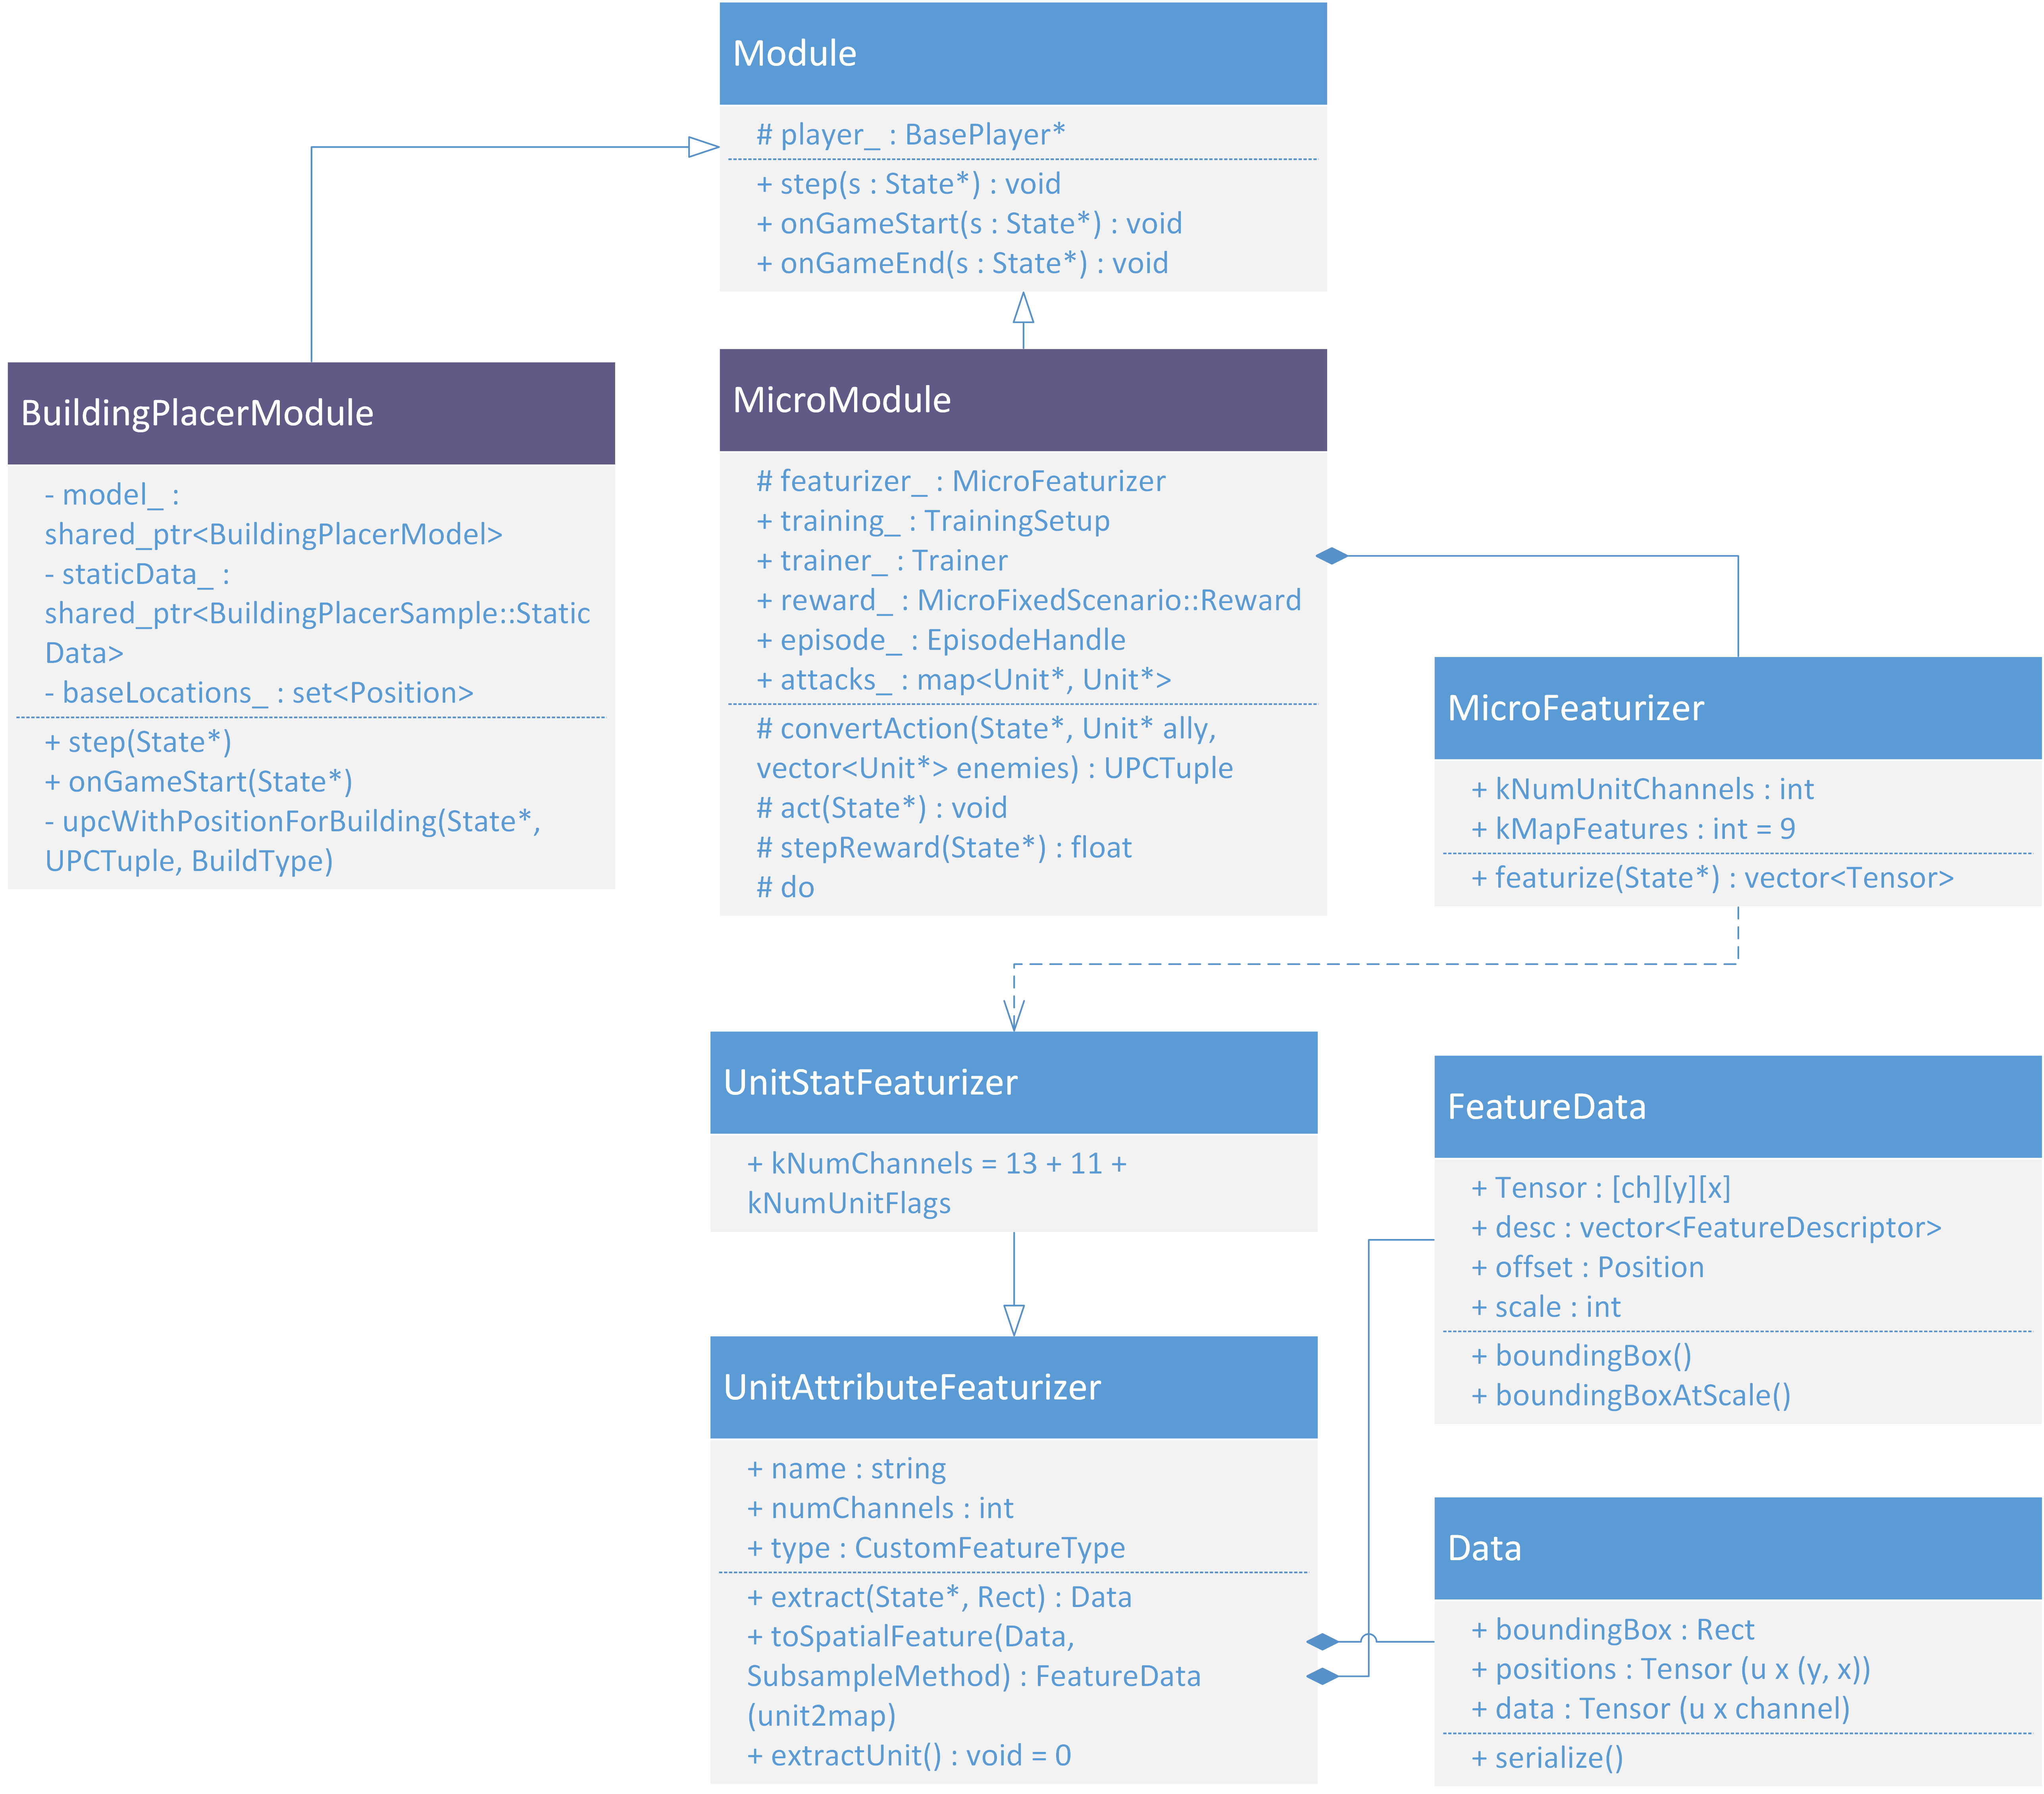 Module
# player_ : BasePlayer*
+ step(s : State*) : void
+ onGameStart(s : State*) : void
+ onGameEnd(s : State*) : void
BuildingPlacerModule
- model_ :
shared_ptr<BuildingPlacerModel>
- staticData_ :
shared_ptr<BuildingPlacerSample::Static
Data>
- baseLocations_ : set<Position>
+ step(State*)
+ onGameStart(State*)
- upcWithPositionForBuilding(State*,
UPCTuple, BuildType)
MicroModule
# featurizer_ : MicroFeaturizer
+ training_ : TrainingSetup
+ trainer_ : Trainer
+ reward_ : MicroFixedScenario::Reward
+ episode_ : EpisodeHandle
+ attacks_ : map<Unit*, Unit*>
# convertAction(State*, Unit* ally,
vector<Unit*> enemies) : UPCTuple
# act(State*) : void
# stepReward(State*) : float
# do
MicroFeaturizer
+ kNumUnitChannels : int
+ kMapFeatures : int = 9
+ featurize(State*) : vector<Tensor>
UnitStatFeaturizer
+ kNumChannels = 13 + 11 +
kNumUnitFlags
FeatureData
+ Tensor : [ch][y][x]
+ desc : vector<FeatureDescriptor>
+ offset : Position
+ scale : int
+ boundingBox()
+ boundingBoxAtScale()
UnitAttributeFeaturizer
+ name : string
+ numChannels : int
+ type : CustomFeatureType
+ extract(State*, Rect) : Data
+ toSpatialFeature(Data,
SubsampleMethod) : FeatureData
(unit2map)
+ extractUnit() : void = 0
Data
+ boundingBox : Rect
+ positions : Tensor (u x (y, x))
+ data : Tensor (u x channel)
+ serialize()